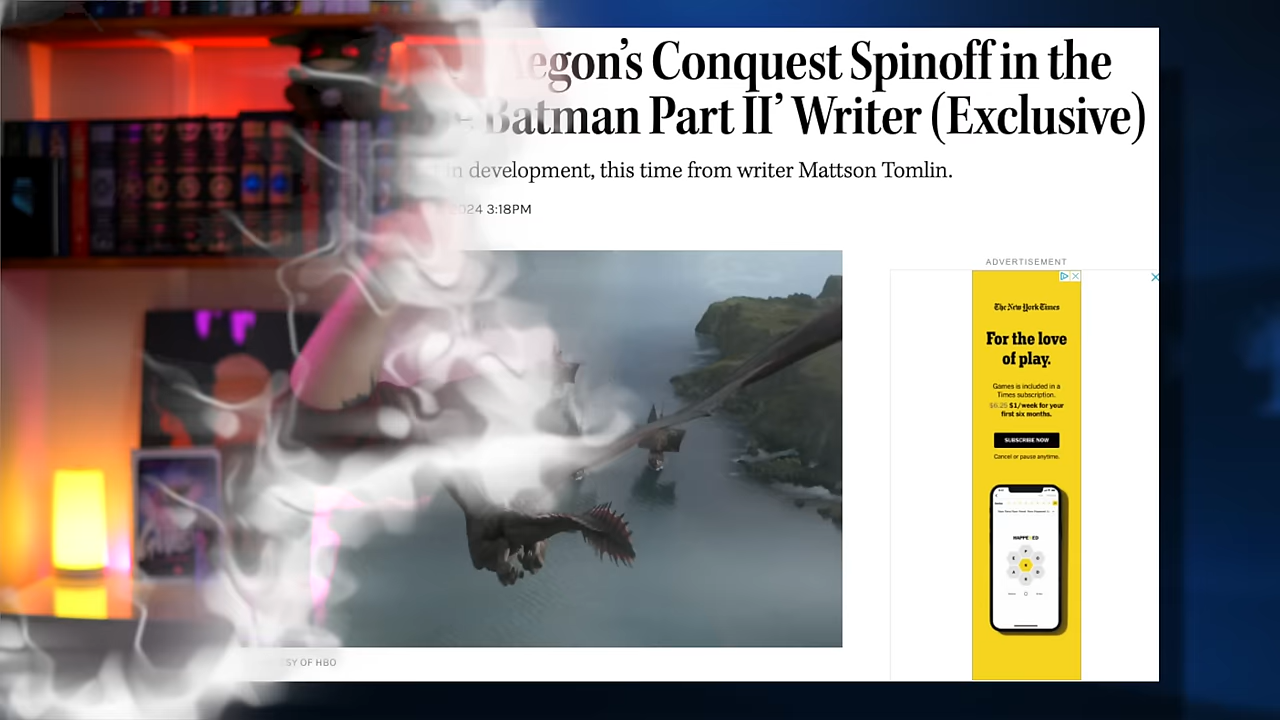 egon's Conquest Spinoff in the
Batman Part II' Writer (Exclusive)
in development, this time from writer Mattson Tomlin.
2024 3:18PM
ADVERTISEMENT
The New York Times
For the love
of play.
Games is included in a
Times subscription.
$6.25 $1/week for your
first six months.
SUBSCRIBE NOW
Cancel or pause anytime.
SY OF HBO